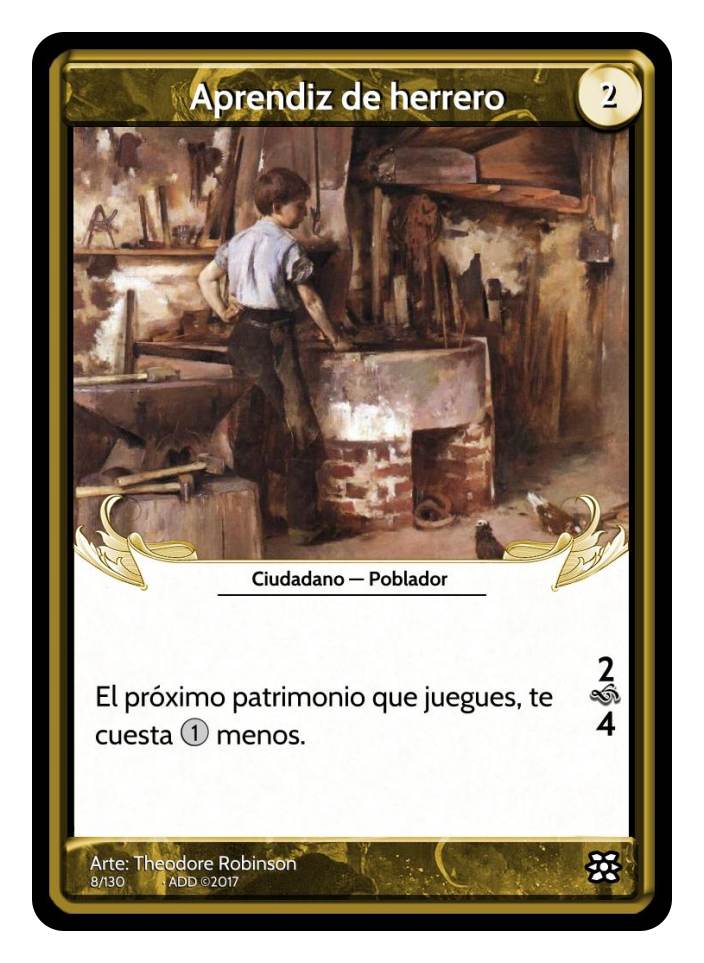 Aprendiz de herrero
2
Ciudadano — Poblador
El próximo patrimonio que juegues, te
cuesta 1 menos.
2
4
Arte: Theodore Robinson
8/130 ADD ©2017